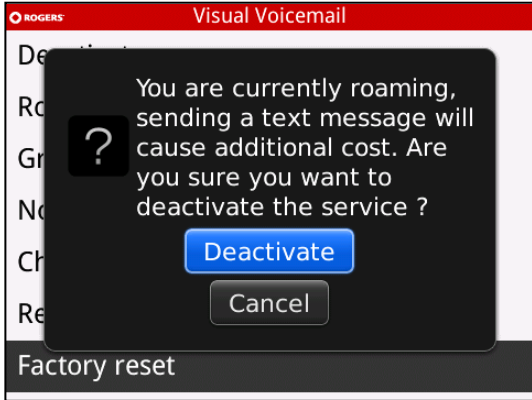 ROGERS
Visual Voicemail
You are currently roaming,
sending a text message will
cause additional cost. Are
you sure you want to
deactivate the service ?
?
Deactivate
Cancel
Factory reset